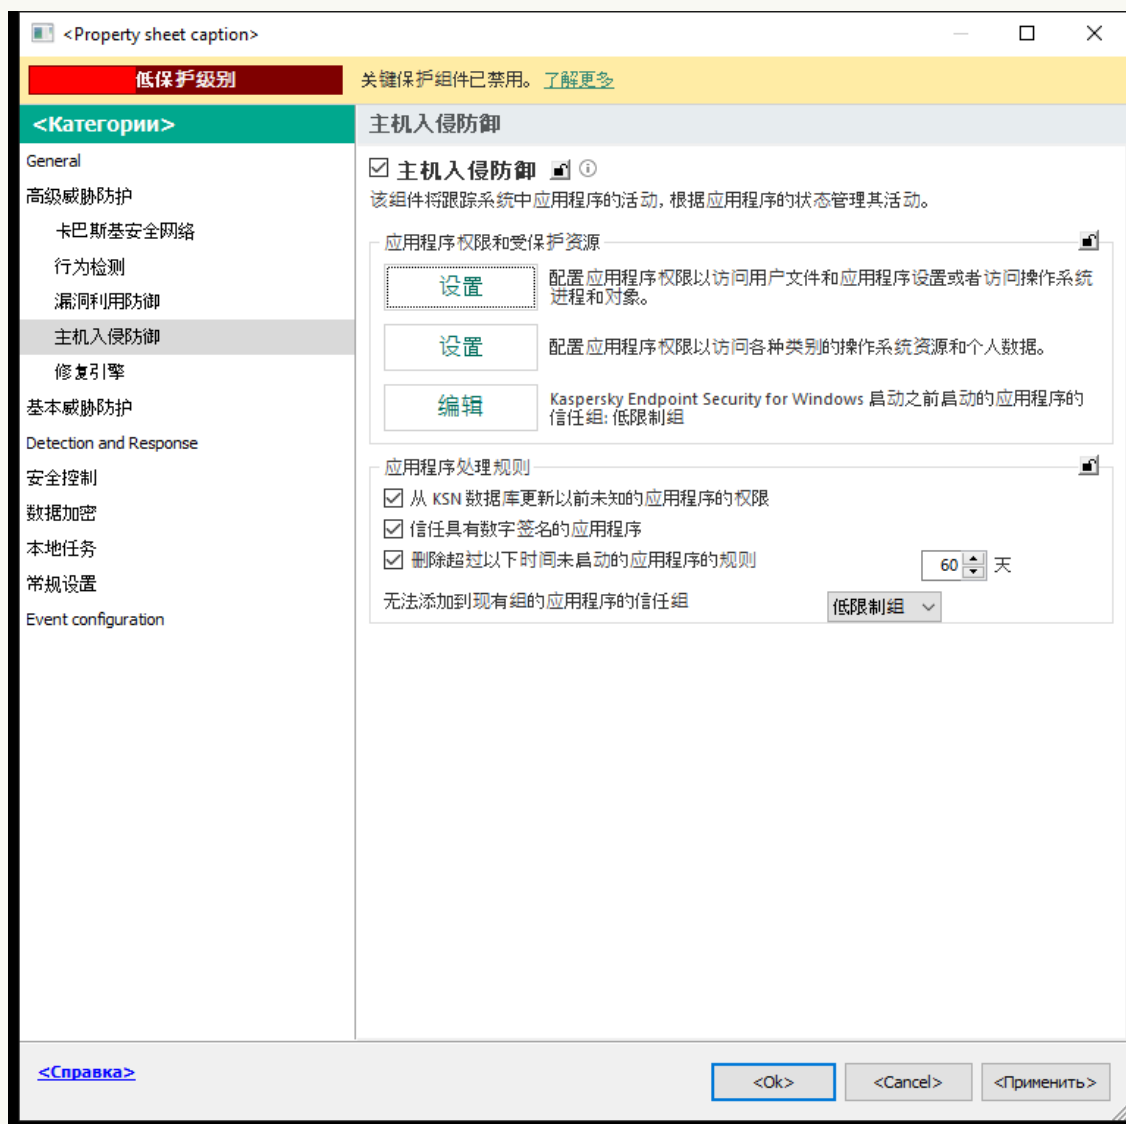 <Property sheet caption>
低保护级别
关键保护组件已禁用。 了解更多
<Категории>
主机入侵防御
General
高级威胁防护
卡巴斯基安全网络
行为检测
漏洞利用防御
主机入侵防御
修复引擎
基本威胁防护
Detection and Response
安全控制
数据加密
本地任务
常规设置
Event configuration
主机入侵防御
该组件将跟踪系统中应用程序的活动, 根据应用程序的状态管理其活动。
应用程序权限和受保护资源
设置
配置应用程序权限以访问用户文件和应用程序设置或者访问操作系统
进程和对象。
设置
配置应用程序权限以访问各种类别的操作系统资源和个人数据。
编辑
Kaspersky Endpoint Security for Windows 启动之前启动的应用程序的
信任组: 低限制组
应用程序处理规则
从 KSN 数据库更新以前未知的应用程序的权限
信任具有数字签名的应用程序
删除超过以下时间未启动的应用程序的规则
60 天
无法添加到现有组的应用程序的信任组
低限制组
<Справка>
<Ok>
<Cancel>
<Применить>